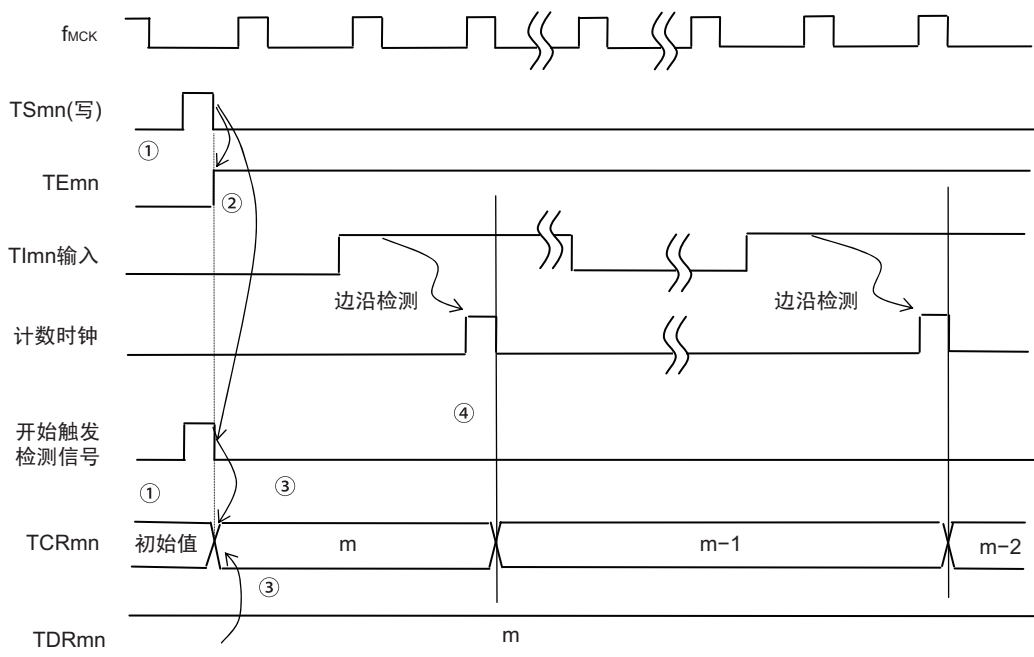 fMCK
TSmn(写)
①
TEmn
②
TImn输入
边沿检测
边沿检测
计数时钟
④
开始触发
检测信号
①
③
TCRmn
初始值
m
m−1
m−2
③
TDRmn
m